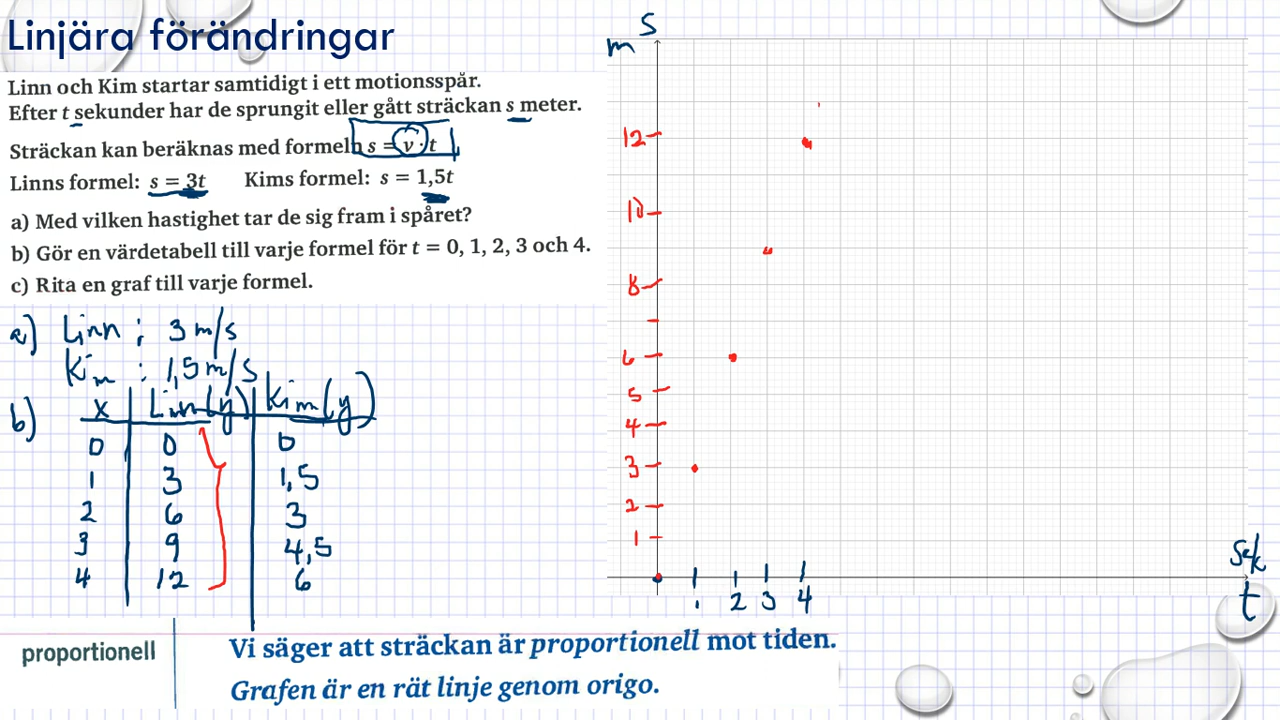 Linjära förändringar
Linn och Kim startar samtidigt i ett motionsspår.
Efter t sekunder har de sprungit eller gått sträckan s meter.
Sträckan kan beräknas med formeln s = v · t
Linns formel: s = 3t Kims formel: s = 1,5t
a) Med vilken hastighet tar de sig fram i spåret?
b) Gör en värdetabell till varje formel för t = 0, 1, 2, 3 och 4.
c) Rita en graf till varje formel.
a) Linn : 3 m/s
Kim : 1,5 m/s
b) x Linn(y) Kim(y)
0 0 0
1 3 1,5
2 6 3
3 9 4,5
4 12 6
m s
12
10
8
6
5
4
3
2
1
1 2 3 4
sek
t
proportionell
Vi säger att sträckan är proportionell mot tiden.
Grafen är en rät linje genom origo.